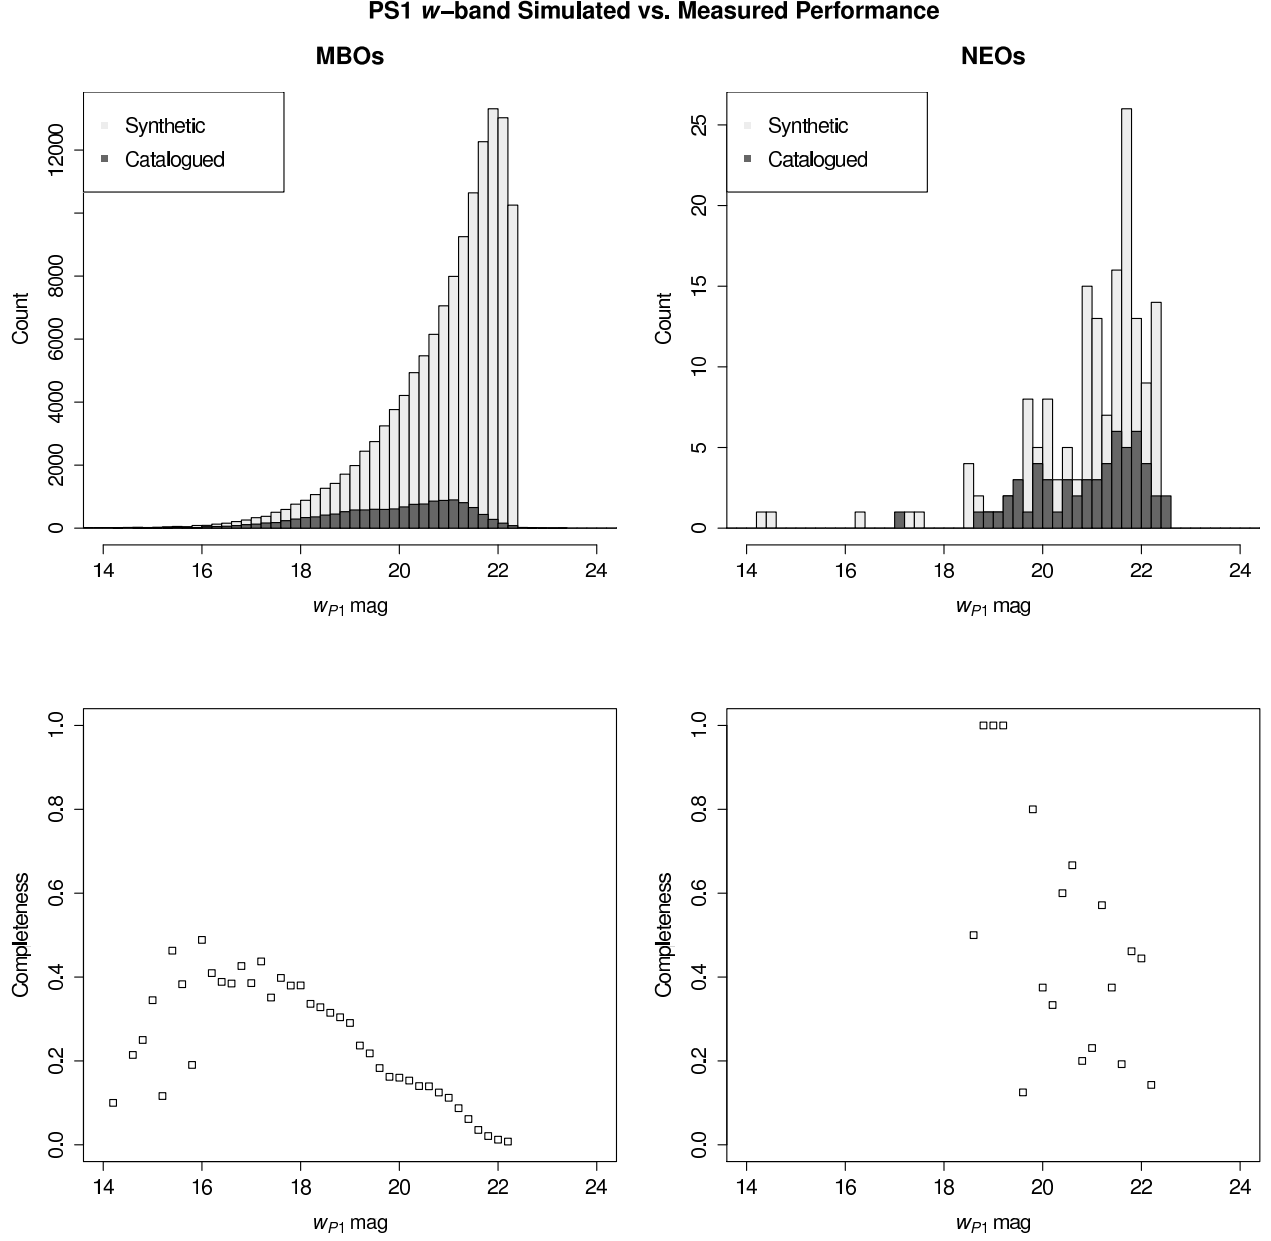 PS1 w−band Simulated vs. Measured Performance
MBOs
Synthetic
Catalogued
Count
0
2000
4000
6000
8000
12000
14 16 18 20 22 24
wP1 mag
NEOs
Synthetic
Catalogued
Count
0
5
10
15
20
25
14 16 18 20 22 24
wP1 mag
Completeness
0.0
0.2
0.4
0.6
0.8
1.0
14 16 18 20 22 24
wP1 mag
Completeness
0.0
0.2
0.4
0.6
0.8
1.0
14 16 18 20 22 24
wP1 mag